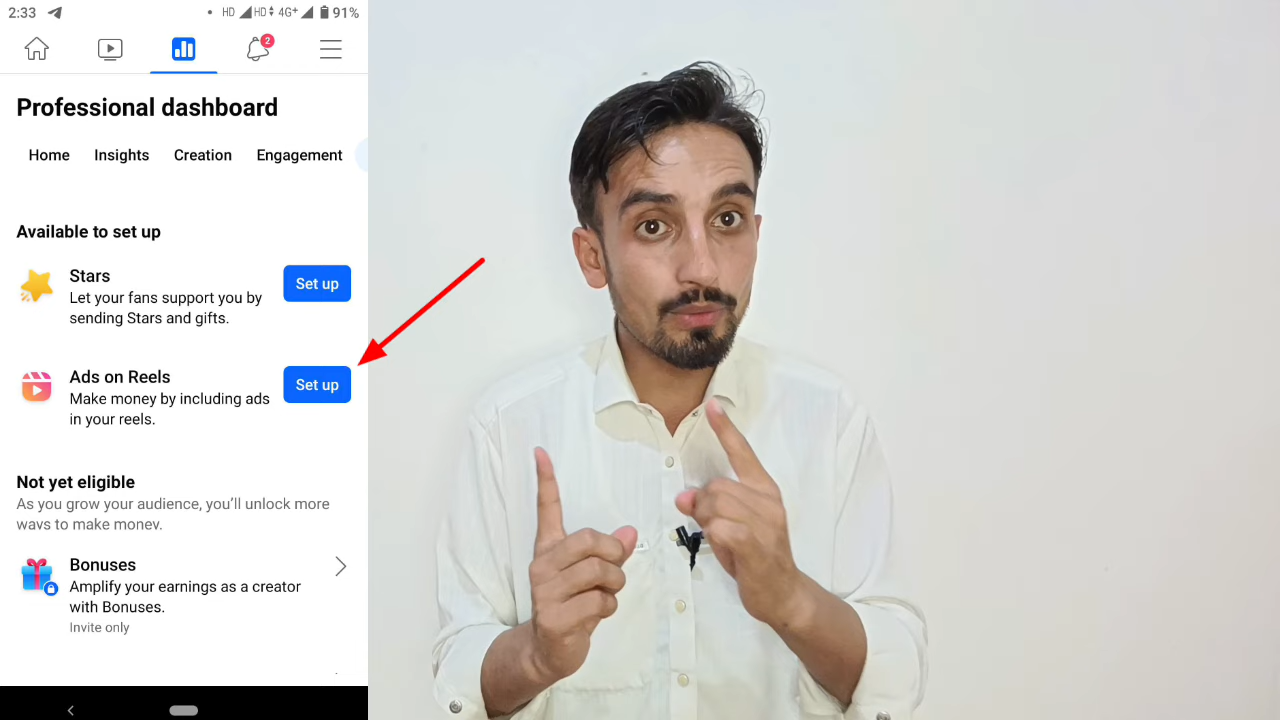 2:33 HD HD 4G+ 91%
2
Professional dashboard
Home Insights Creation Engagement
Available to set up
Stars
Let your fans support you by
sending Stars and gifts.
Set up
Ads on Reels
Make money by including ads
in your reels.
Set up
Not yet eligible
As you grow your audience, you’ll unlock more
ways to make money.
Bonuses
Amplify your earnings as a creator
with Bonuses.
Invite only